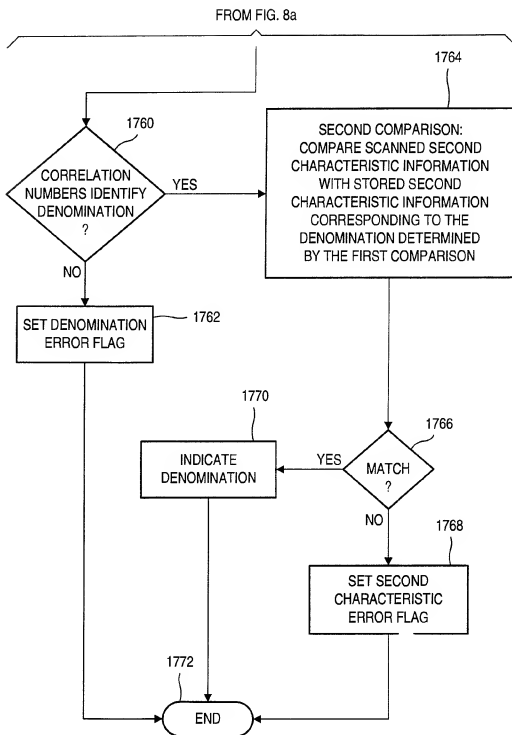 FROM FIG. 8a
1760
CORRELATION
NUMBERS IDENTIFY
DENOMINATION
?
YES
NO
1764
SECOND COMPARISON:
COMPARE SCANNED SECOND
CHARACTERISTIC INFORMATION
WITH STORED SECOND
CHARACTERISTIC INFORMATION
CORRESPONDING TO THE
DENOMINATION DETERMINED
BY THE FIRST COMPARISON
SET DENOMINATION
ERROR FLAG
1762
1770
INDICATE
DENOMINATION
YES
1766
MATCH
?
NO
1768
SET SECOND
CHARACTERISTIC
ERROR FLAG
1772
END